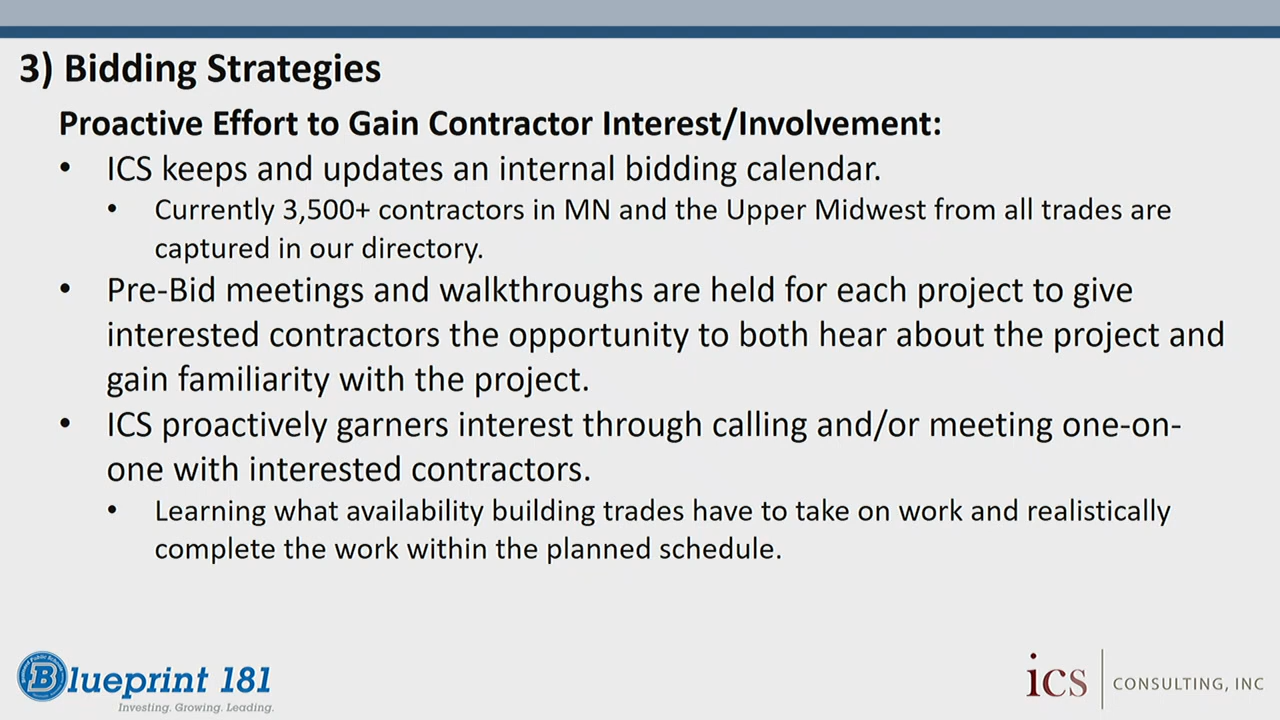 3) Bidding Strategies
Proactive Effort to Gain Contractor Interest/Involvement:
• ICS keeps and updates an internal bidding calendar.
• Currently 3,500+ contractors in MN and the Upper Midwest from all trades are
captured in our directory.
• Pre-Bid meetings and walkthroughs are held for each project to give
interested contractors the opportunity to both hear about the project and
gain familiarity with the project.
• ICS proactively garners interest through calling and/or meeting one-on-
one with interested contractors.
• Learning what availability building trades have to take on work and realistically
complete the work within the planned schedule.
Blueprint 181
Investing. Growing. Leading.
ics CONSULTING, INC